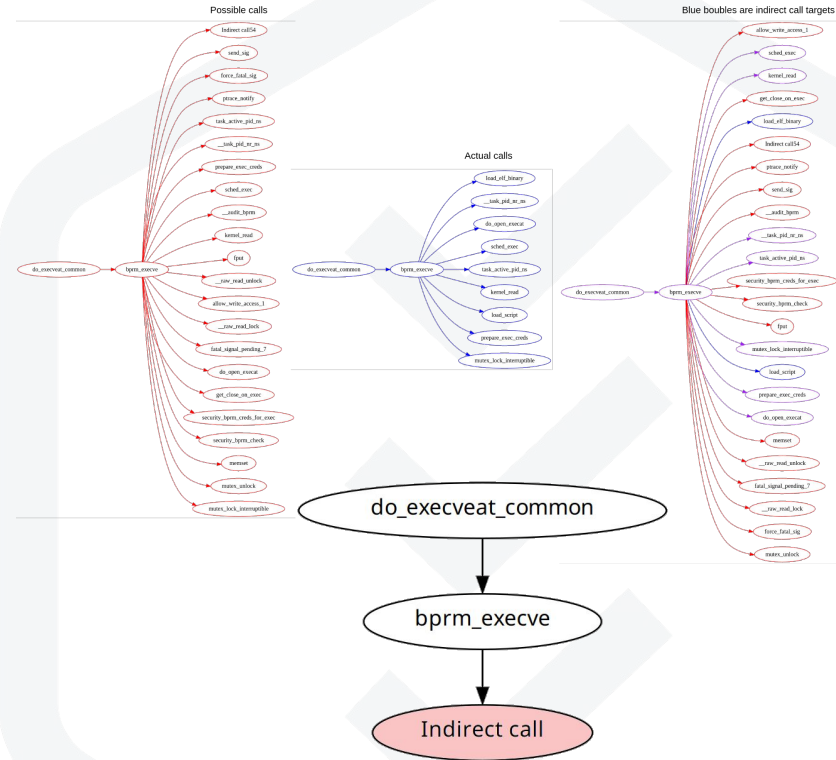 Possible calls
Indirect call54
send_sig
force_fatal_sig
ptrace_notify
task_active_pid_ns
__task_pid_nr_ns
prepare_exec_creds
sched_exec
__audit_bprm
kernel_read
fput
do_execveat_common
bprm_execve
__raw_read_unlock
allow_write_access_1
__raw_read_lock
fatal_signal_pending_7
do_open_execat
get_close_on_exec
security_bprm_creds_for_exec
security_bprm_check
memset
mutex_unlock
mutex_lock_interruptible
Actual calls
load_elf_binary
__task_pid_nr_ns
do_open_execat
sched_exec
do_execveat_common
bprm_execve
task_active_pid_ns
kernel_read
load_script
prepare_exec_creds
mutex_lock_interruptible
Blue boubles are indirect call targets
allow_write_access_1
sched_exec
kernel_read
get_close_on_exec
load_elf_binary
Indirect call54
ptrace_notify
send_sig
__audit_bprm
__task_pid_nr_ns
task_active_pid_ns
security_bprm_creds_for_exec
do_execveat_common
bprm_execve
security_bprm_check
fput
mutex_lock_interruptible
load_script
prepare_exec_creds
do_open_execat
memset
__raw_read_unlock
fatal_signal_pending_7
__raw_read_lock
force_fatal_sig
mutex_unlock
do_execveat_common
bprm_execve
Indirect call